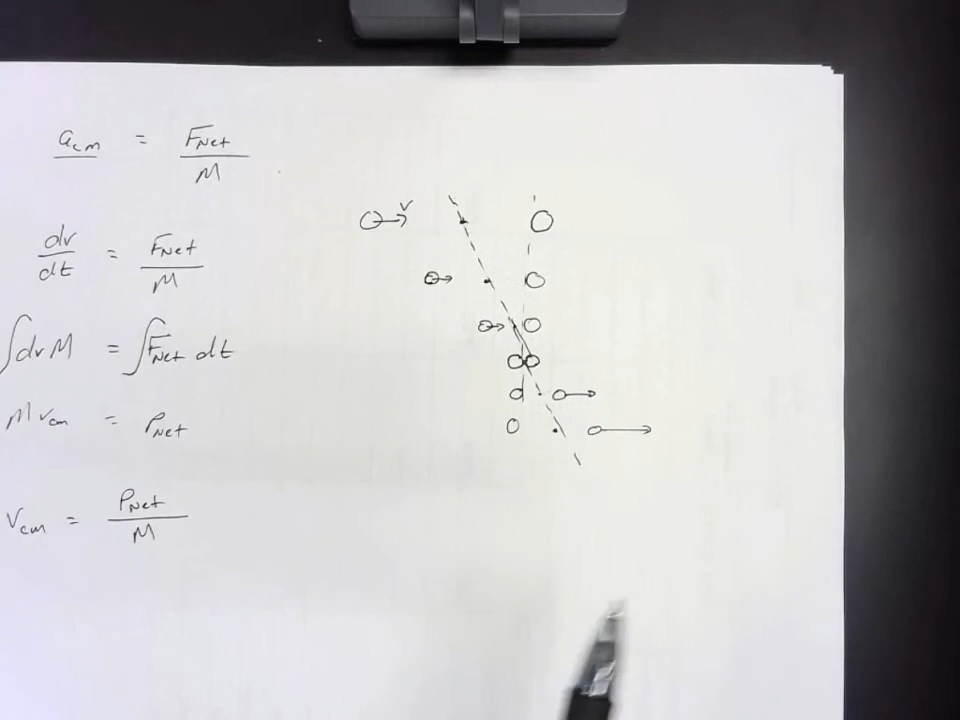 a_cm = F_Net / M
v
dv/dt = F_Net / M
∫dv M = ∫F_Net dt
M v_cm = P_Net
v_cm = P_Net / M